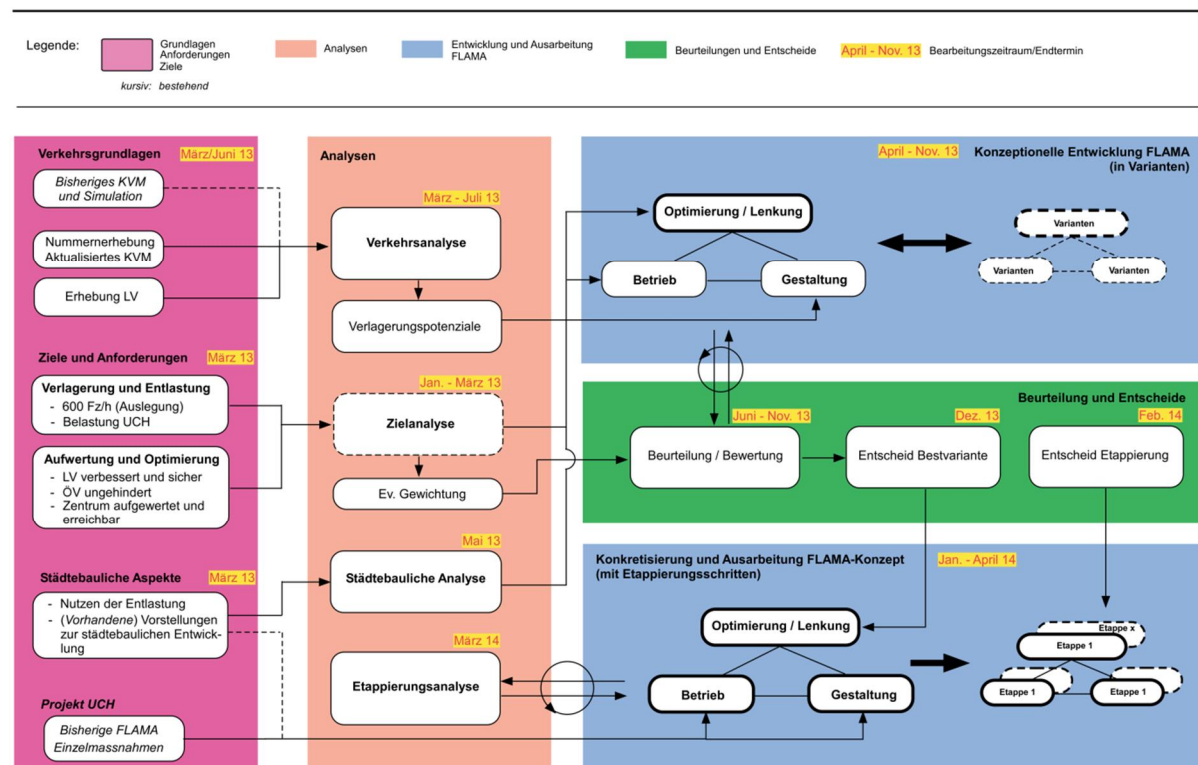 Legende:
Grundlagen
Anforderungen
Ziele
kursiv: bestehend
Analysen
Entwicklung und Ausarbeitung
FLAMA
Beurteilungen und Entscheide
April - Nov. 13
Bearbeitungszeitraum/Endtermin
Verkehrsgrundlagen
März/Juni 13
Bisheriges KVM
und Simulation
Nummernerhebung
Aktualisiertes KVM
Erhebung LV
Ziele und Anforderungen
März 13
Verlagerung und Entlastung
- 600 Fz/h (Auslegung)
- Belastung UCH
Aufwertung und Optimierung
- LV verbessert und sicher
- ÖV ungehindert
- Zentrum aufgewertet und
erreichbar
Städtebauliche Aspekte
März 13
- Nutzen der Entlastung
- (Vorhandene) Vorstellungen
zur städtebaulichen Entwick-
lung
Projekt UCH
Bisherige FLAMA
Einzelmassnahmen
Analysen
März - Juli 13
Verkehrsanalyse
Verlagerungspotenziale
Jan. - März 13
Zielanalyse
Ev. Gewichtung
Mai 13
Städtebauliche Analyse
März 14
Etappierungsanalyse
April - Nov. 13
Konzeptionelle Entwicklung FLAMA
(in Varianten)
Optimierung / Lenkung
Betrieb
Gestaltung
Varianten
Varianten
Varianten
Beurteilung und Entscheide
Juni - Nov. 13
Dez. 13
Feb. 14
Beurteilung / Bewertung
Entscheid Bestvariante
Entscheid Etappierung
Konkretisierung und Ausarbeitung FLAMA-Konzept
(mit Etappierungsschritten)
Jan. - April 14
Optimierung / Lenkung
Betrieb
Gestaltung
Etappe x
Etappe 1
Etappe 1
Etappe 1